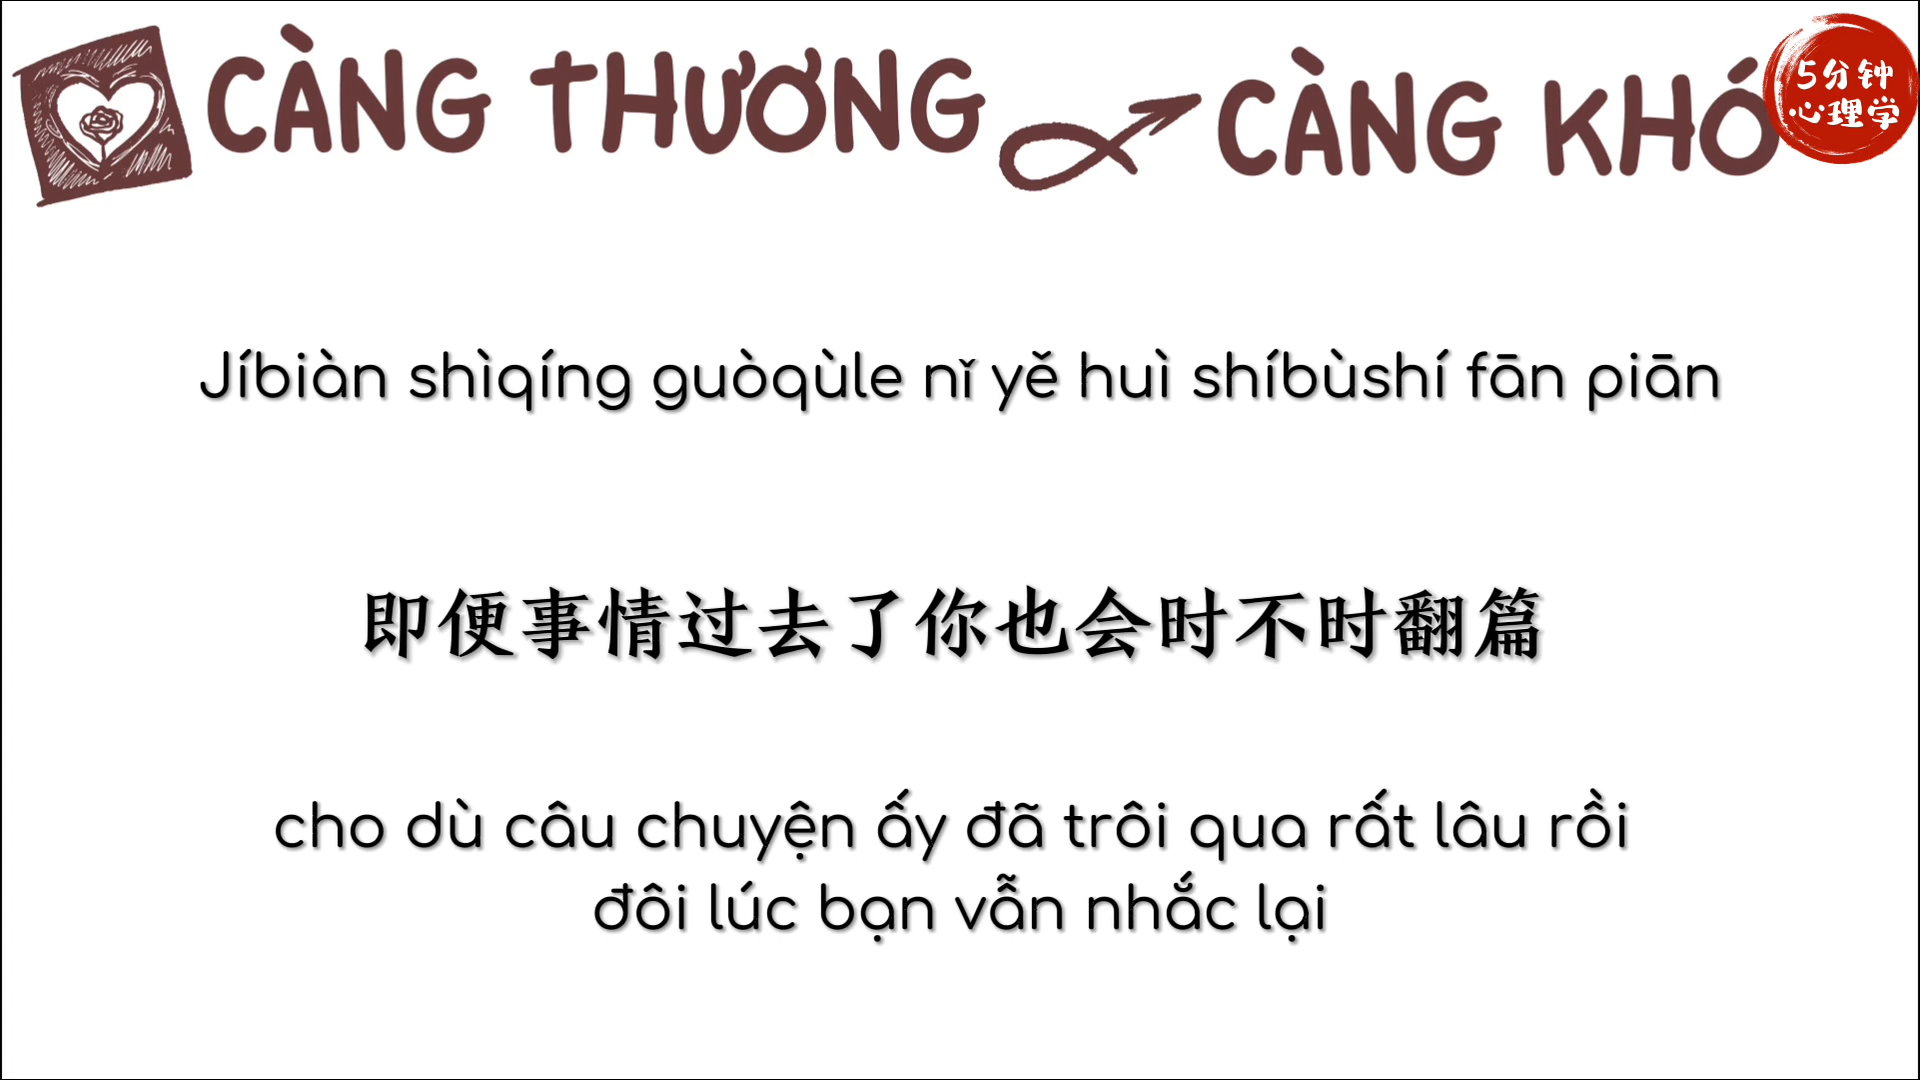 CÀNG THƯƠNG CÀNG KHÓ
5分钟
心理学
Jíbiàn shìqíng guòqùle nǐ yě huì shíbùshí fān piān
即便事情过去了你也会时不时翻篇
cho dù câu chuyện ấy đã trôi qua rất lâu rồi
đôi lúc bạn vẫn nhắc lại